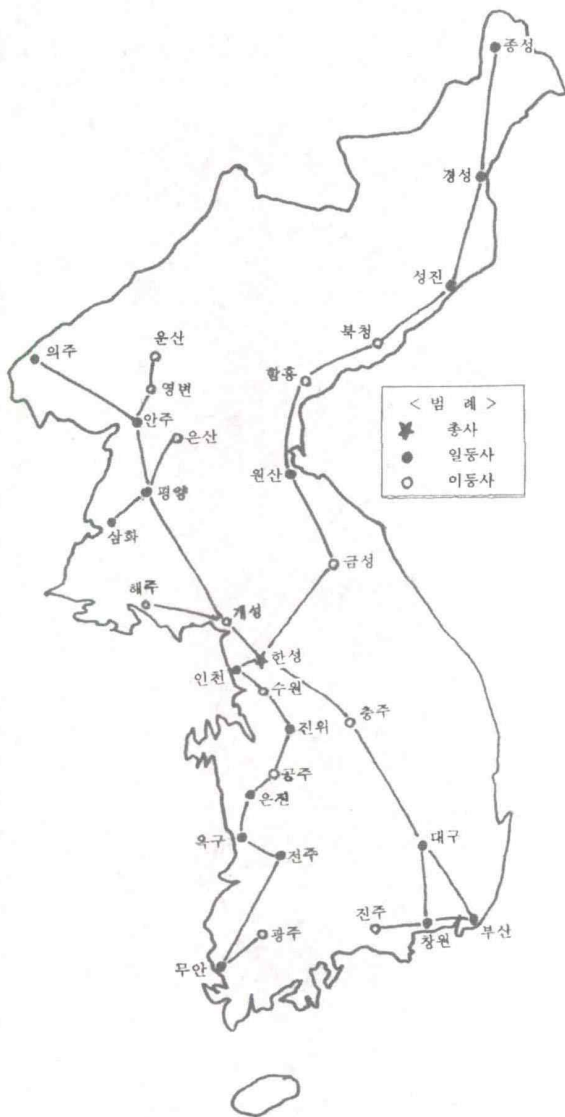 종성
경성
성진
북청
함흥
운산
의주
영변
안주
은산
< 범 례 >
총사
일등사
이등사
원산
평양
삼화
금성
해주
개성
한성
인천
수원
충주
진위
공주
은진
옥구
전주
대구
진주
광주
창원
부산
무안